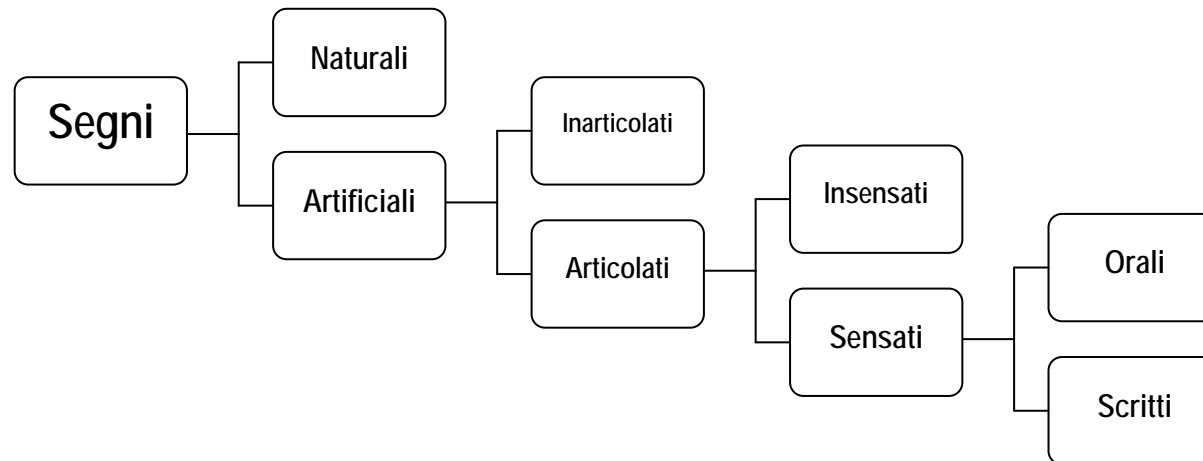 Segni
Naturali
Artificiali
Inarticolati
Articolati
Insensati
Sensati
Orali
Scritti